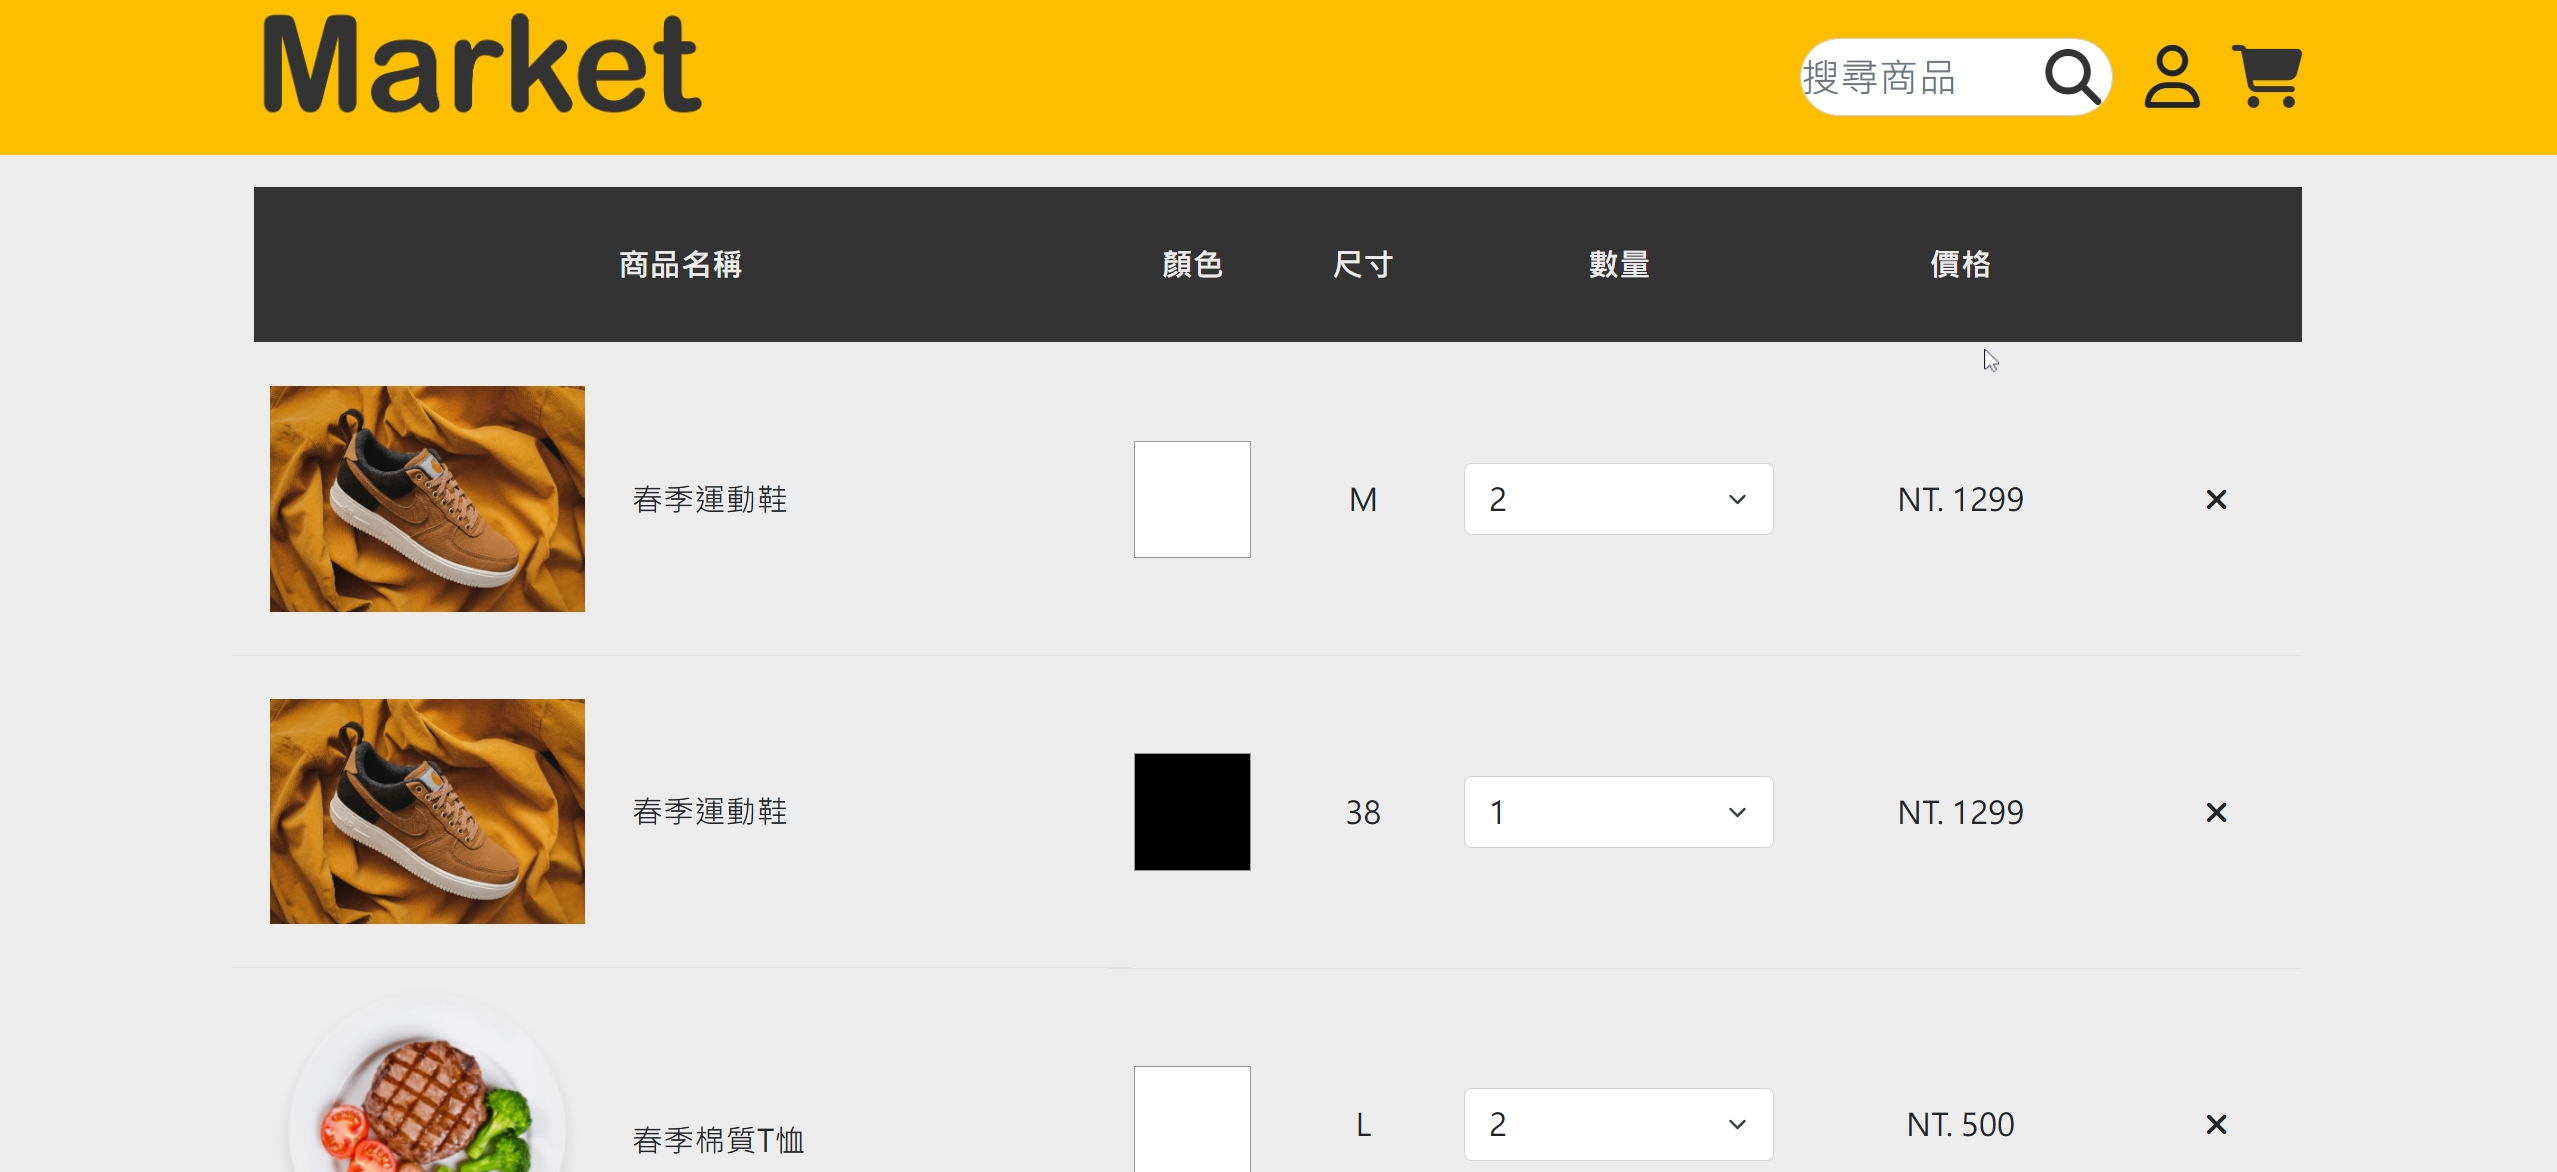 Market
搜尋商品
商品名稱 顏色 尺寸 數量 價格
春季運動鞋 M 2 NT. 1299
春季運動鞋 38 1 NT. 1299
春季棉質T恤 L 2 NT. 500